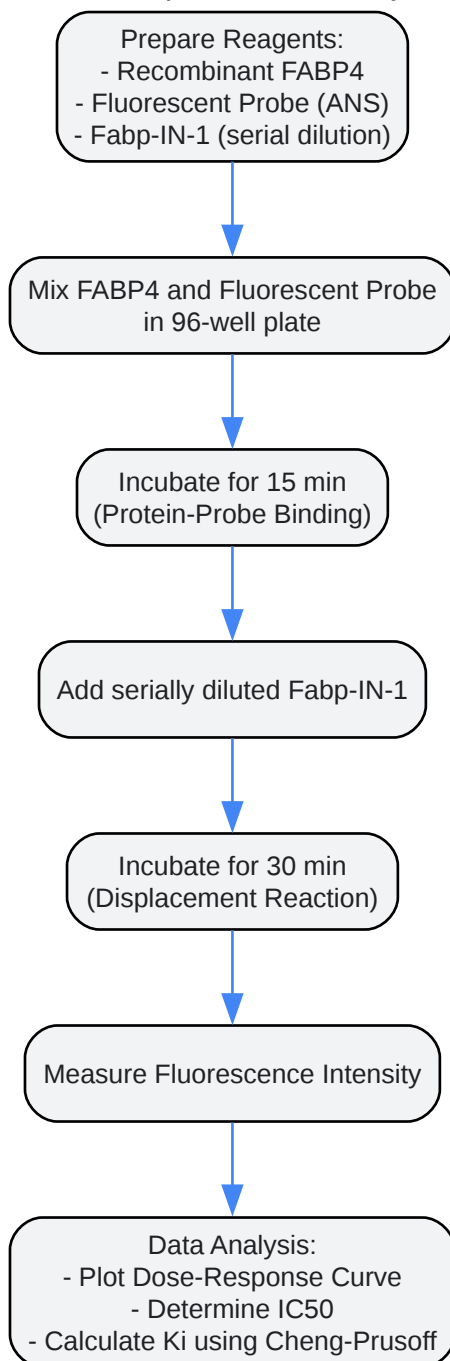 Prepare Reagents:
- Recombinant FABP4
- Fluorescent Probe (ANS)
- Fabp-IN-1 (serial dilution)
Mix FABP4 and Fluorescent Probe
in 96-well plate
Incubate for 15 min
(Protein-Probe Binding)
Add serially diluted Fabp-IN-1
Incubate for 30 min
(Displacement Reaction)
Measure Fluorescence Intensity
Data Analysis:
- Plot Dose-Response Curve
- Determine IC50
- Calculate Ki using Cheng-Prusoff